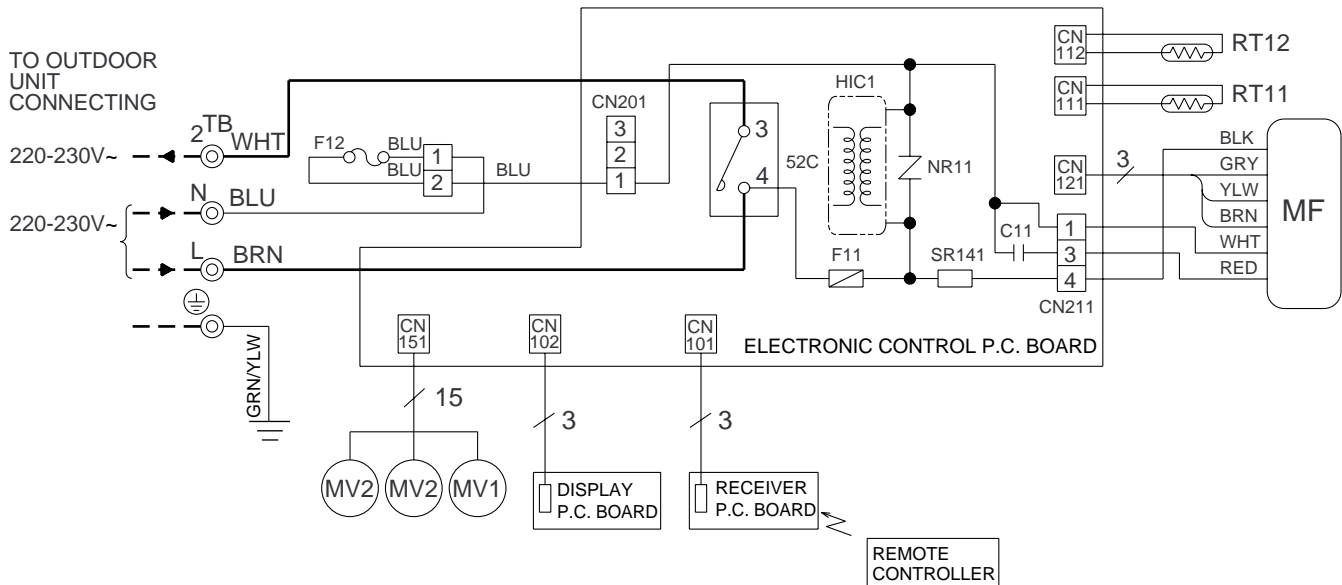 TO OUTDOOR
UNIT
CONNECTING
220-230V~
220-230V~
2
TB
WHT
N
BLU
L
BRN
GRN/YLW
F12
BLU
BLU
1
2
BLU
CN201
3
2
1
3
4
52C
HIC1
NR11
F11
SR141
C11
CN
112
RT12
CN
111
RT11
CN
121
3
1
3
4
CN211
BLK
GRY
YLW
BRN
WHT
RED
MF
ELECTRONIC CONTROL P.C. BOARD
CN
151
15
MV2
MV2
MV1
CN
102
3
DISPLAY
P.C. BOARD
CN
101
3
RECEIVER
P.C. BOARD
REMOTE
CONTROLLER